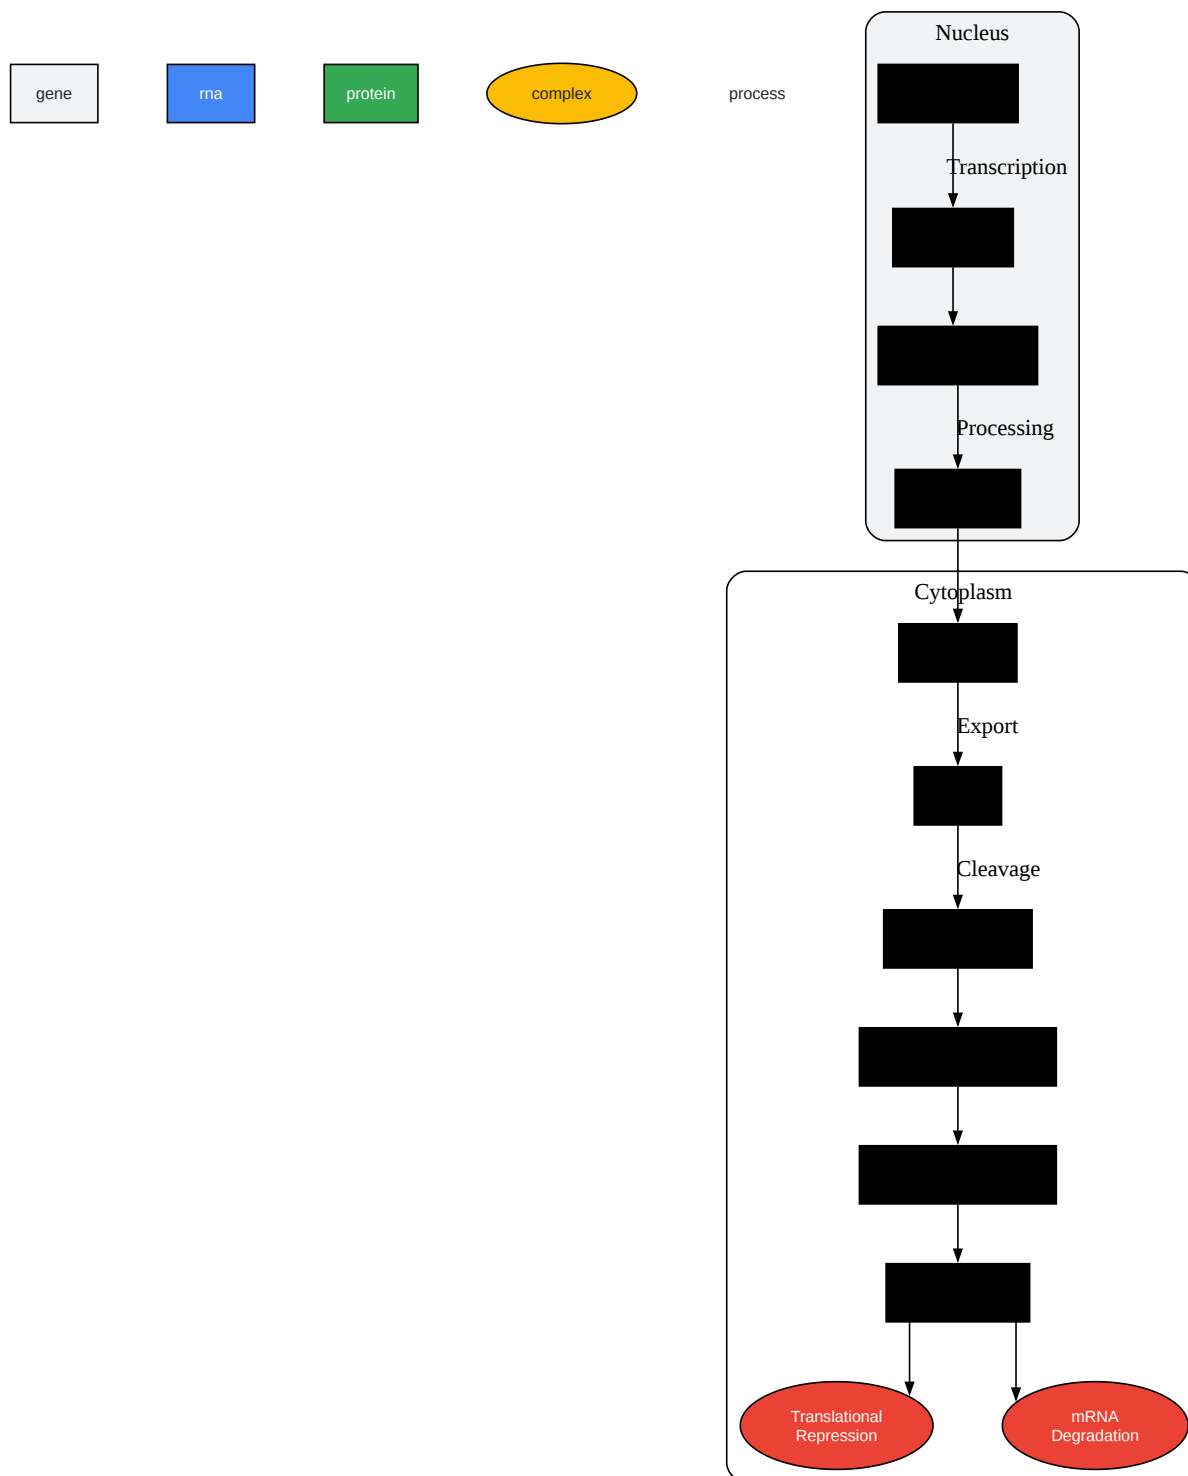 Nucleus
gene
rna
protein
complex
process
Transcription
Processing
Cytoplasm
Export
Cleavage
Translational
Repression
mRNA
Degradation